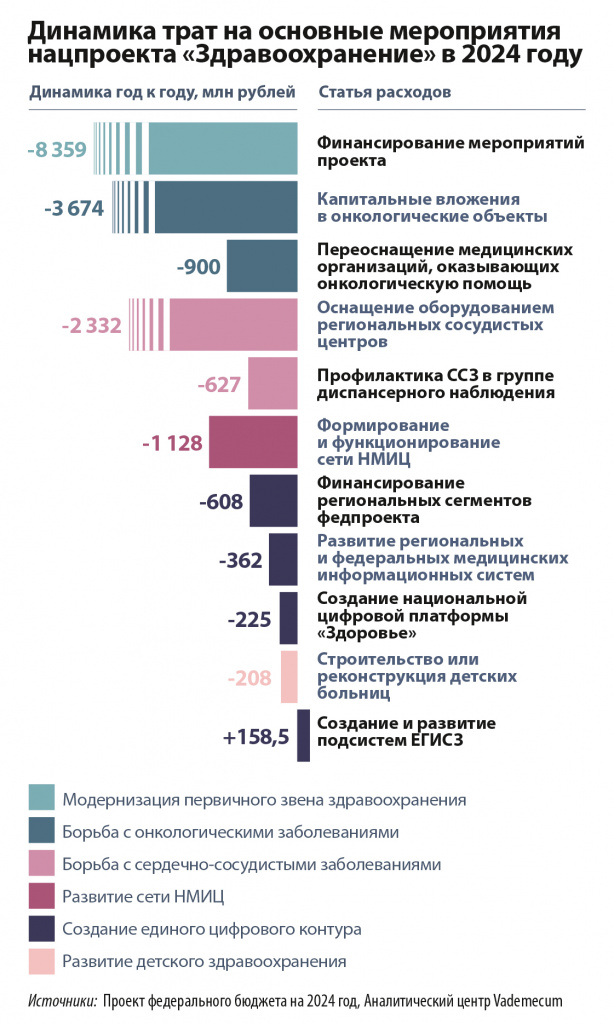 Динамика трат на основные мероприятия
нацпроекта «Здравоохранение» в 2024 году
Динамика год к году, млн рублей
Статья расходов
-8 359
Финансирование мероприятий
проекта
-3 674
Капитальные вложения
в онкологические объекты
-900
Переоснащение медицинских
организаций, оказывающих
онкологическую помощь
-2 332
Оснащение оборудованием
региональных сосудистых
центров
-627
Профилактика ССЗ в группе
диспансерного наблюдения
-1 128
Формирование
и функционирование
сети НМИЦ
-608
Финансирование
региональных сегментов
федпроекта
-362
Развитие региональных
и федеральных медицинских
информационных систем
-225
Создание национальной
цифровой платформы
«Здоровье»
-208
Строительство или
реконструкция детских
больниц
+158,5
Создание и развитие
подсистем ЕГИСЗ
Модернизация первичного звена здравоохранения
Борьба с онкологическими заболеваниями
Борьба с сердечно-сосудистыми заболеваниями
Развитие сети НМИЦ
Создание единого цифрового контура
Развитие детского здравоохранения
Источники: Проект федерального бюджета на 2024 год, Аналитический центр Vademecum